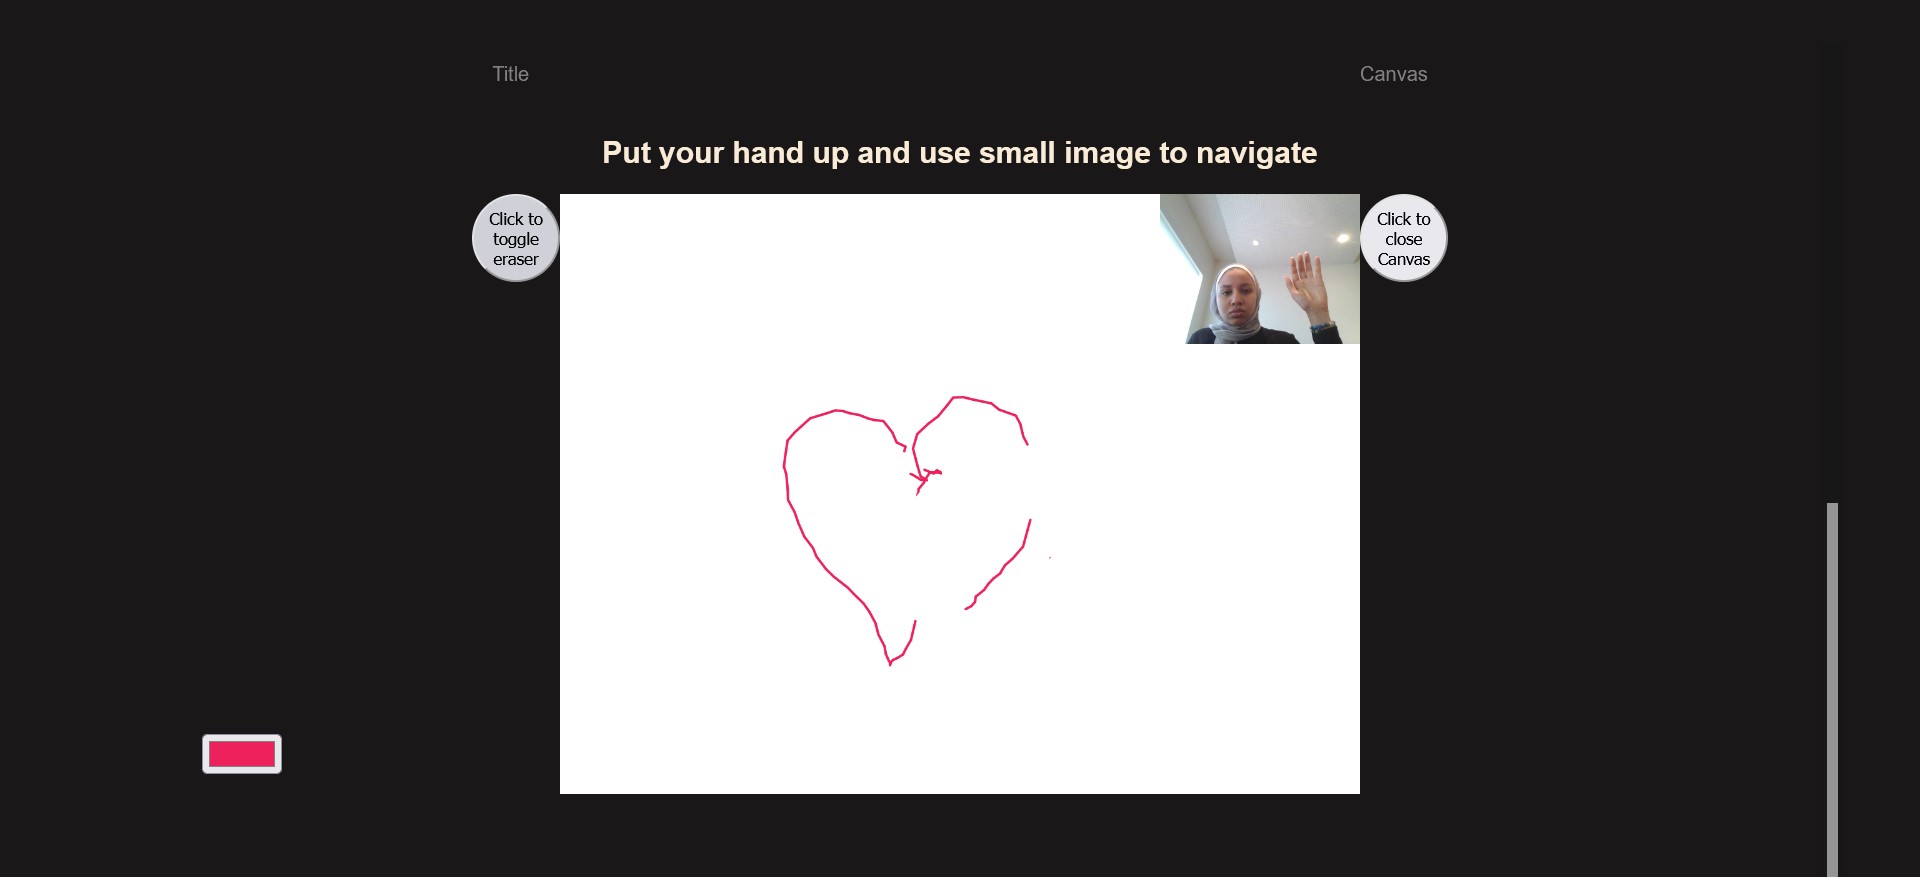 Title
Canvas
Put your hand up and use small image to navigate
Click to
toggle
eraser
Click to
close
Canvas